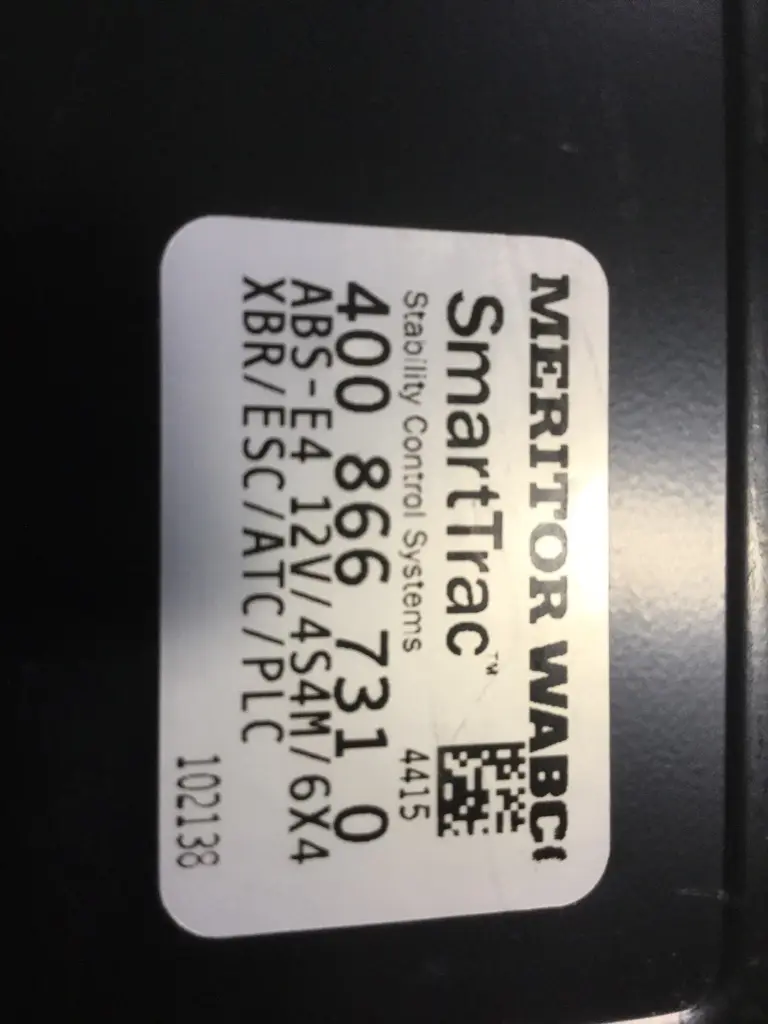 MERITOR WABC
SmartTrac™
Stability Control Systems 4415
400 866 731 0
ABS-E4 12V/4S4M/6X4
XBR/ESC/ATC/PLC
102138